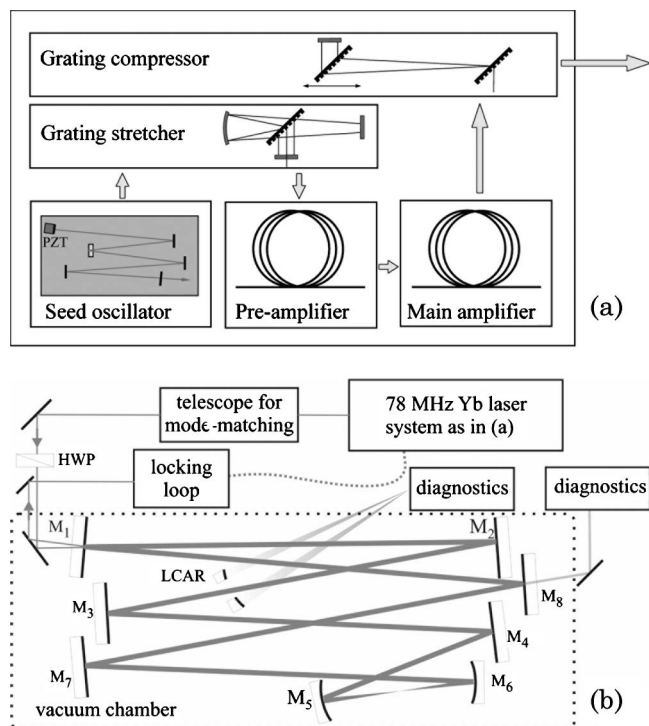 Grating compressor
Grating stretcher
PZT
Seed oscillator
Pre-amplifier
Main amplifier
(a)
telescope for
mode-matching
78 MHz Yb laser
system as in (a)
HWP
locking
loop
diagnostics
diagnostics
M1
M2
LCAR
M8
M3
M4
M7
M6
M5
vacuum chamber
(b)